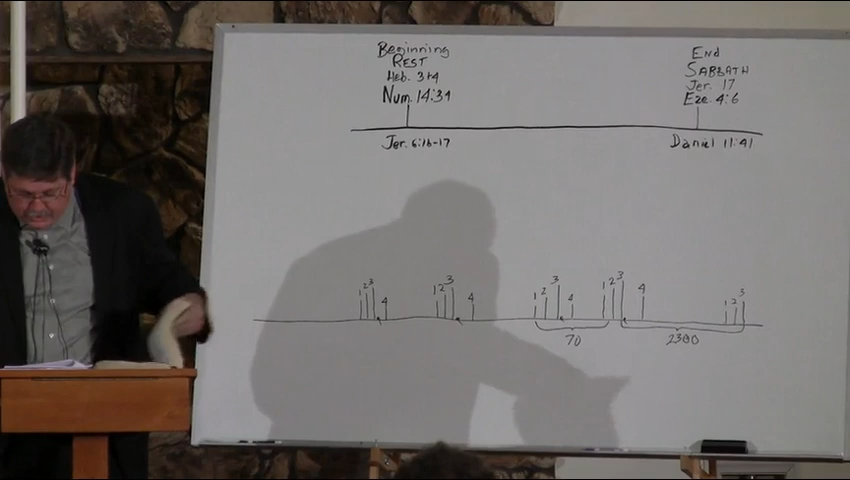 Beginning
REST
Heb. 3+4
Num. 14:34
End
SABBATH
Jer. 17
Eze. 4:6
Jer. 6:16-17
Daniel 11:41
1 2 3 4
1 2 3 4
1 2 3 4
1 2 3 4
1 2 3
70
2300